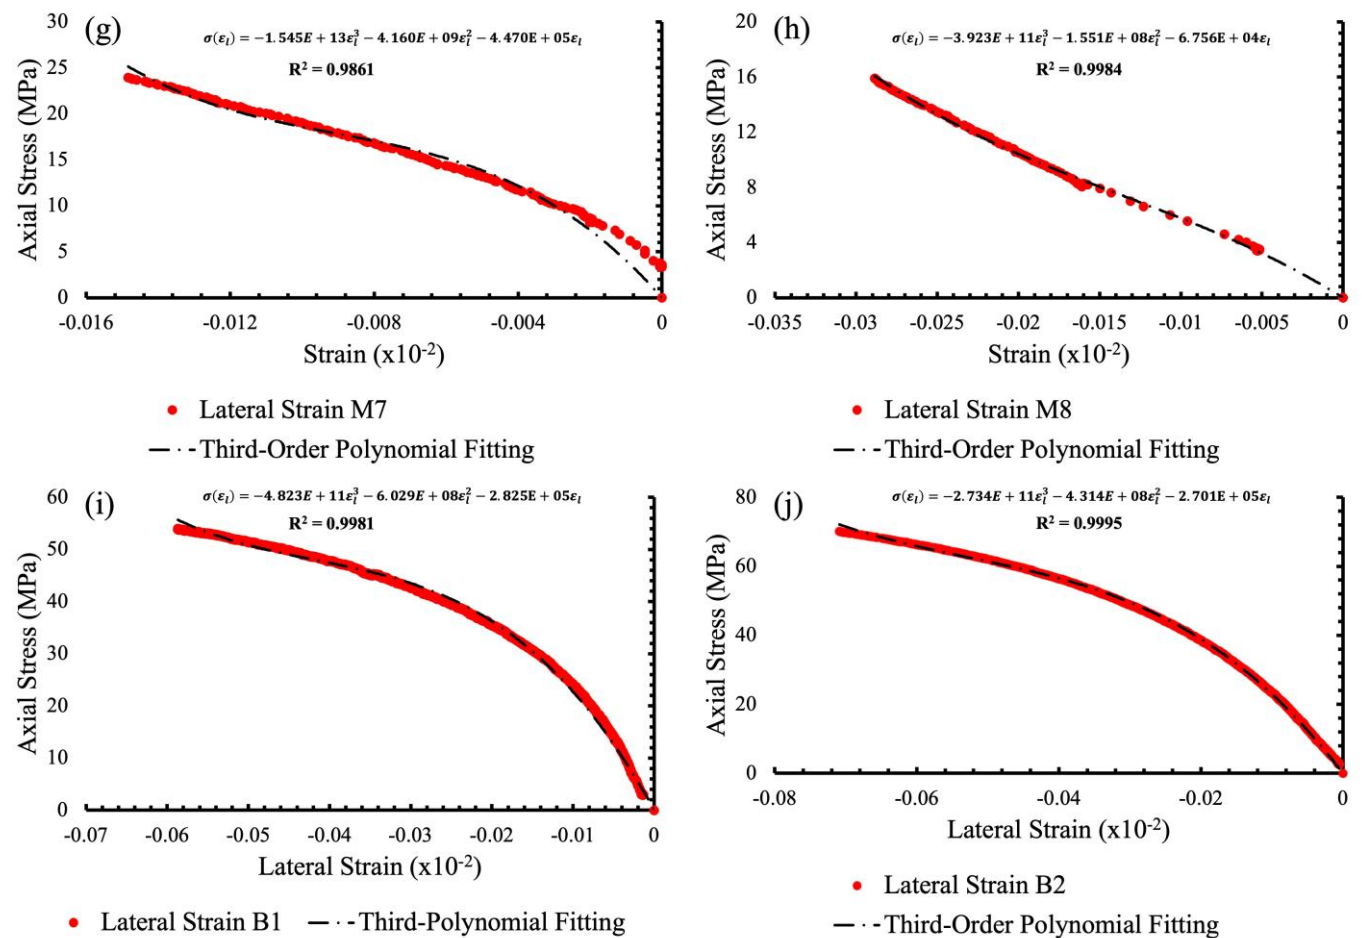 (g)
σ(εₗ) = −1.545E + 13εₗ³ − 4.160E + 09εₗ² − 4.470E + 05εₗ
R² = 0.9861
Axial Stress (MPa)
30
25
20
15
10
5
0
-0.016 -0.012 -0.008 -0.004 0
Strain (x10⁻²)
Lateral Strain M7
Third-Order Polynomial Fitting
(h)
σ(εₗ) = −3.923E + 11εₗ³ − 1.551E + 08εₗ² − 6.756E + 04εₗ
R² = 0.9984
Axial Stress (MPa)
20
16
12
8
4
0
-0.035 -0.03 -0.025 -0.02 -0.015 -0.01 -0.005 0
Strain (x10⁻²)
Lateral Strain M8
Third-Order Polynomial Fitting
(i)
σ(εₗ) = −4.823E + 11εₗ³ − 6.029E + 08εₗ² − 2.825E + 05εₗ
R² = 0.9981
Axial Stress (MPa)
60
50
40
30
20
10
0
-0.07 -0.06 -0.05 -0.04 -0.03 -0.02 -0.01 0
Lateral Strain (x10⁻²)
Lateral Strain B1 Third-Polynomial Fitting
(j)
σ(εₗ) = −2.734E + 11εₗ³ − 4.314E + 08εₗ² − 2.701E + 05εₗ
R² = 0.9995
Axial Stress (MPa)
80
60
40
20
0
-0.08 -0.06 -0.04 -0.02 0
Lateral Strain (x10⁻²)
Lateral Strain B2
Third-Order Polynomial Fitting